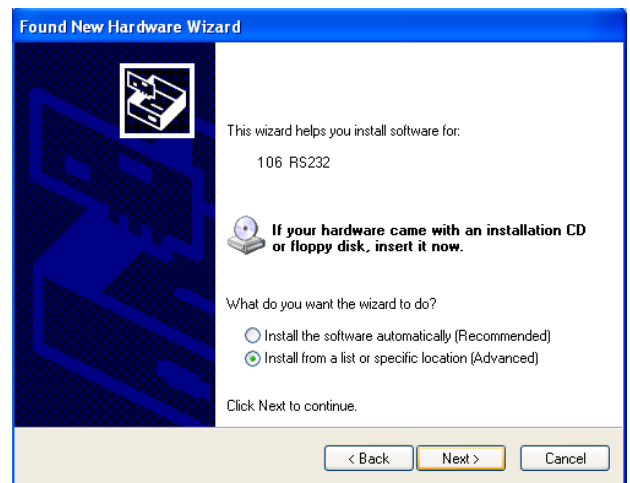 Found New Hardware Wizard
This wizard helps you install software for:
106 RS232
If your hardware came with an installation CD
or floppy disk, insert it now.
What do you want the wizard to do?
Install the software automatically (Recommended)
Install from a list or specific location (Advanced)
Click Next to continue.
< Back Next > Cancel